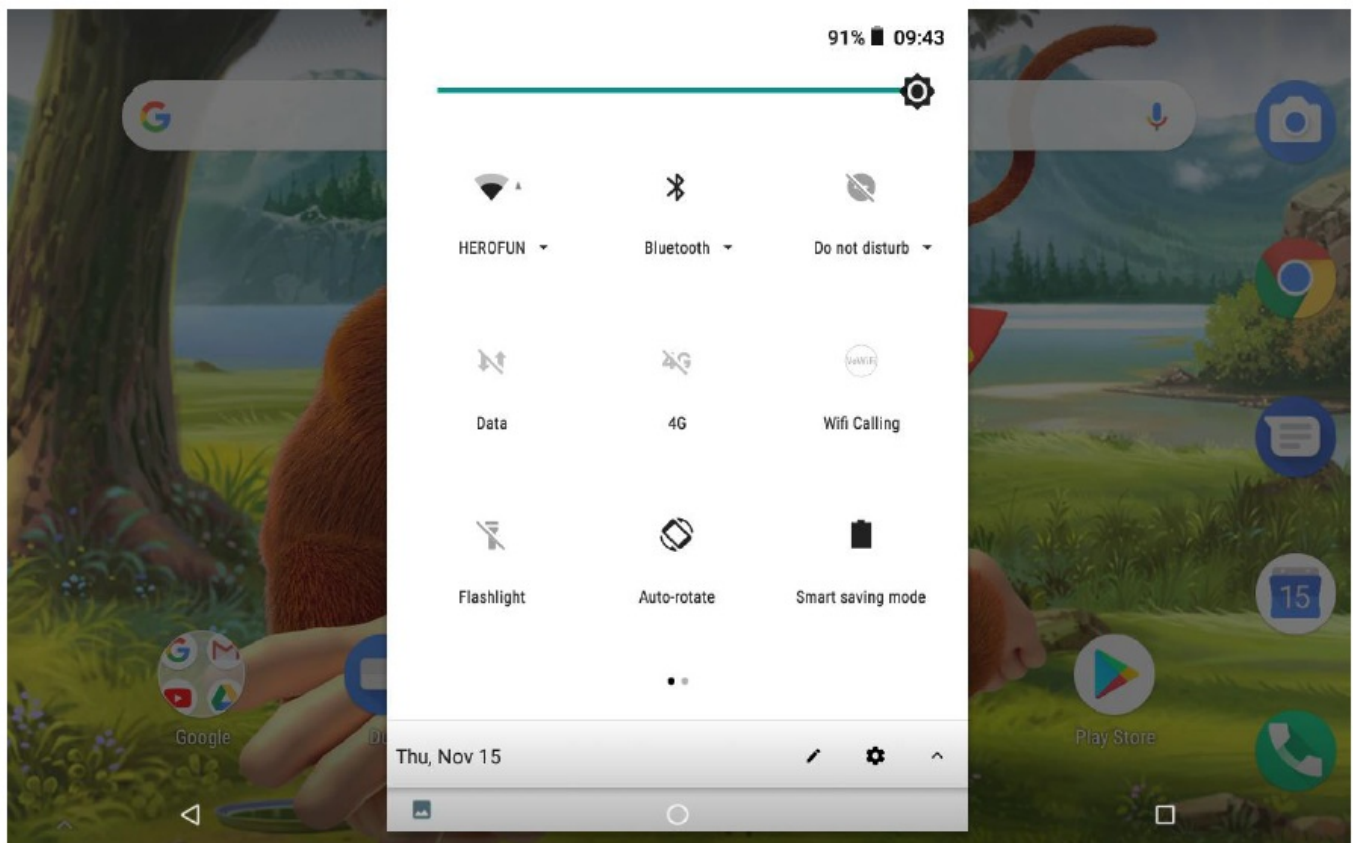 91% 09:43
HEROFUN Bluetooth Do not disturb
VoWiFi
Data 4G Wifi Calling
Flashlight Auto-rotate Smart saving mode
15
Google Play Store
Thu, Nov 15